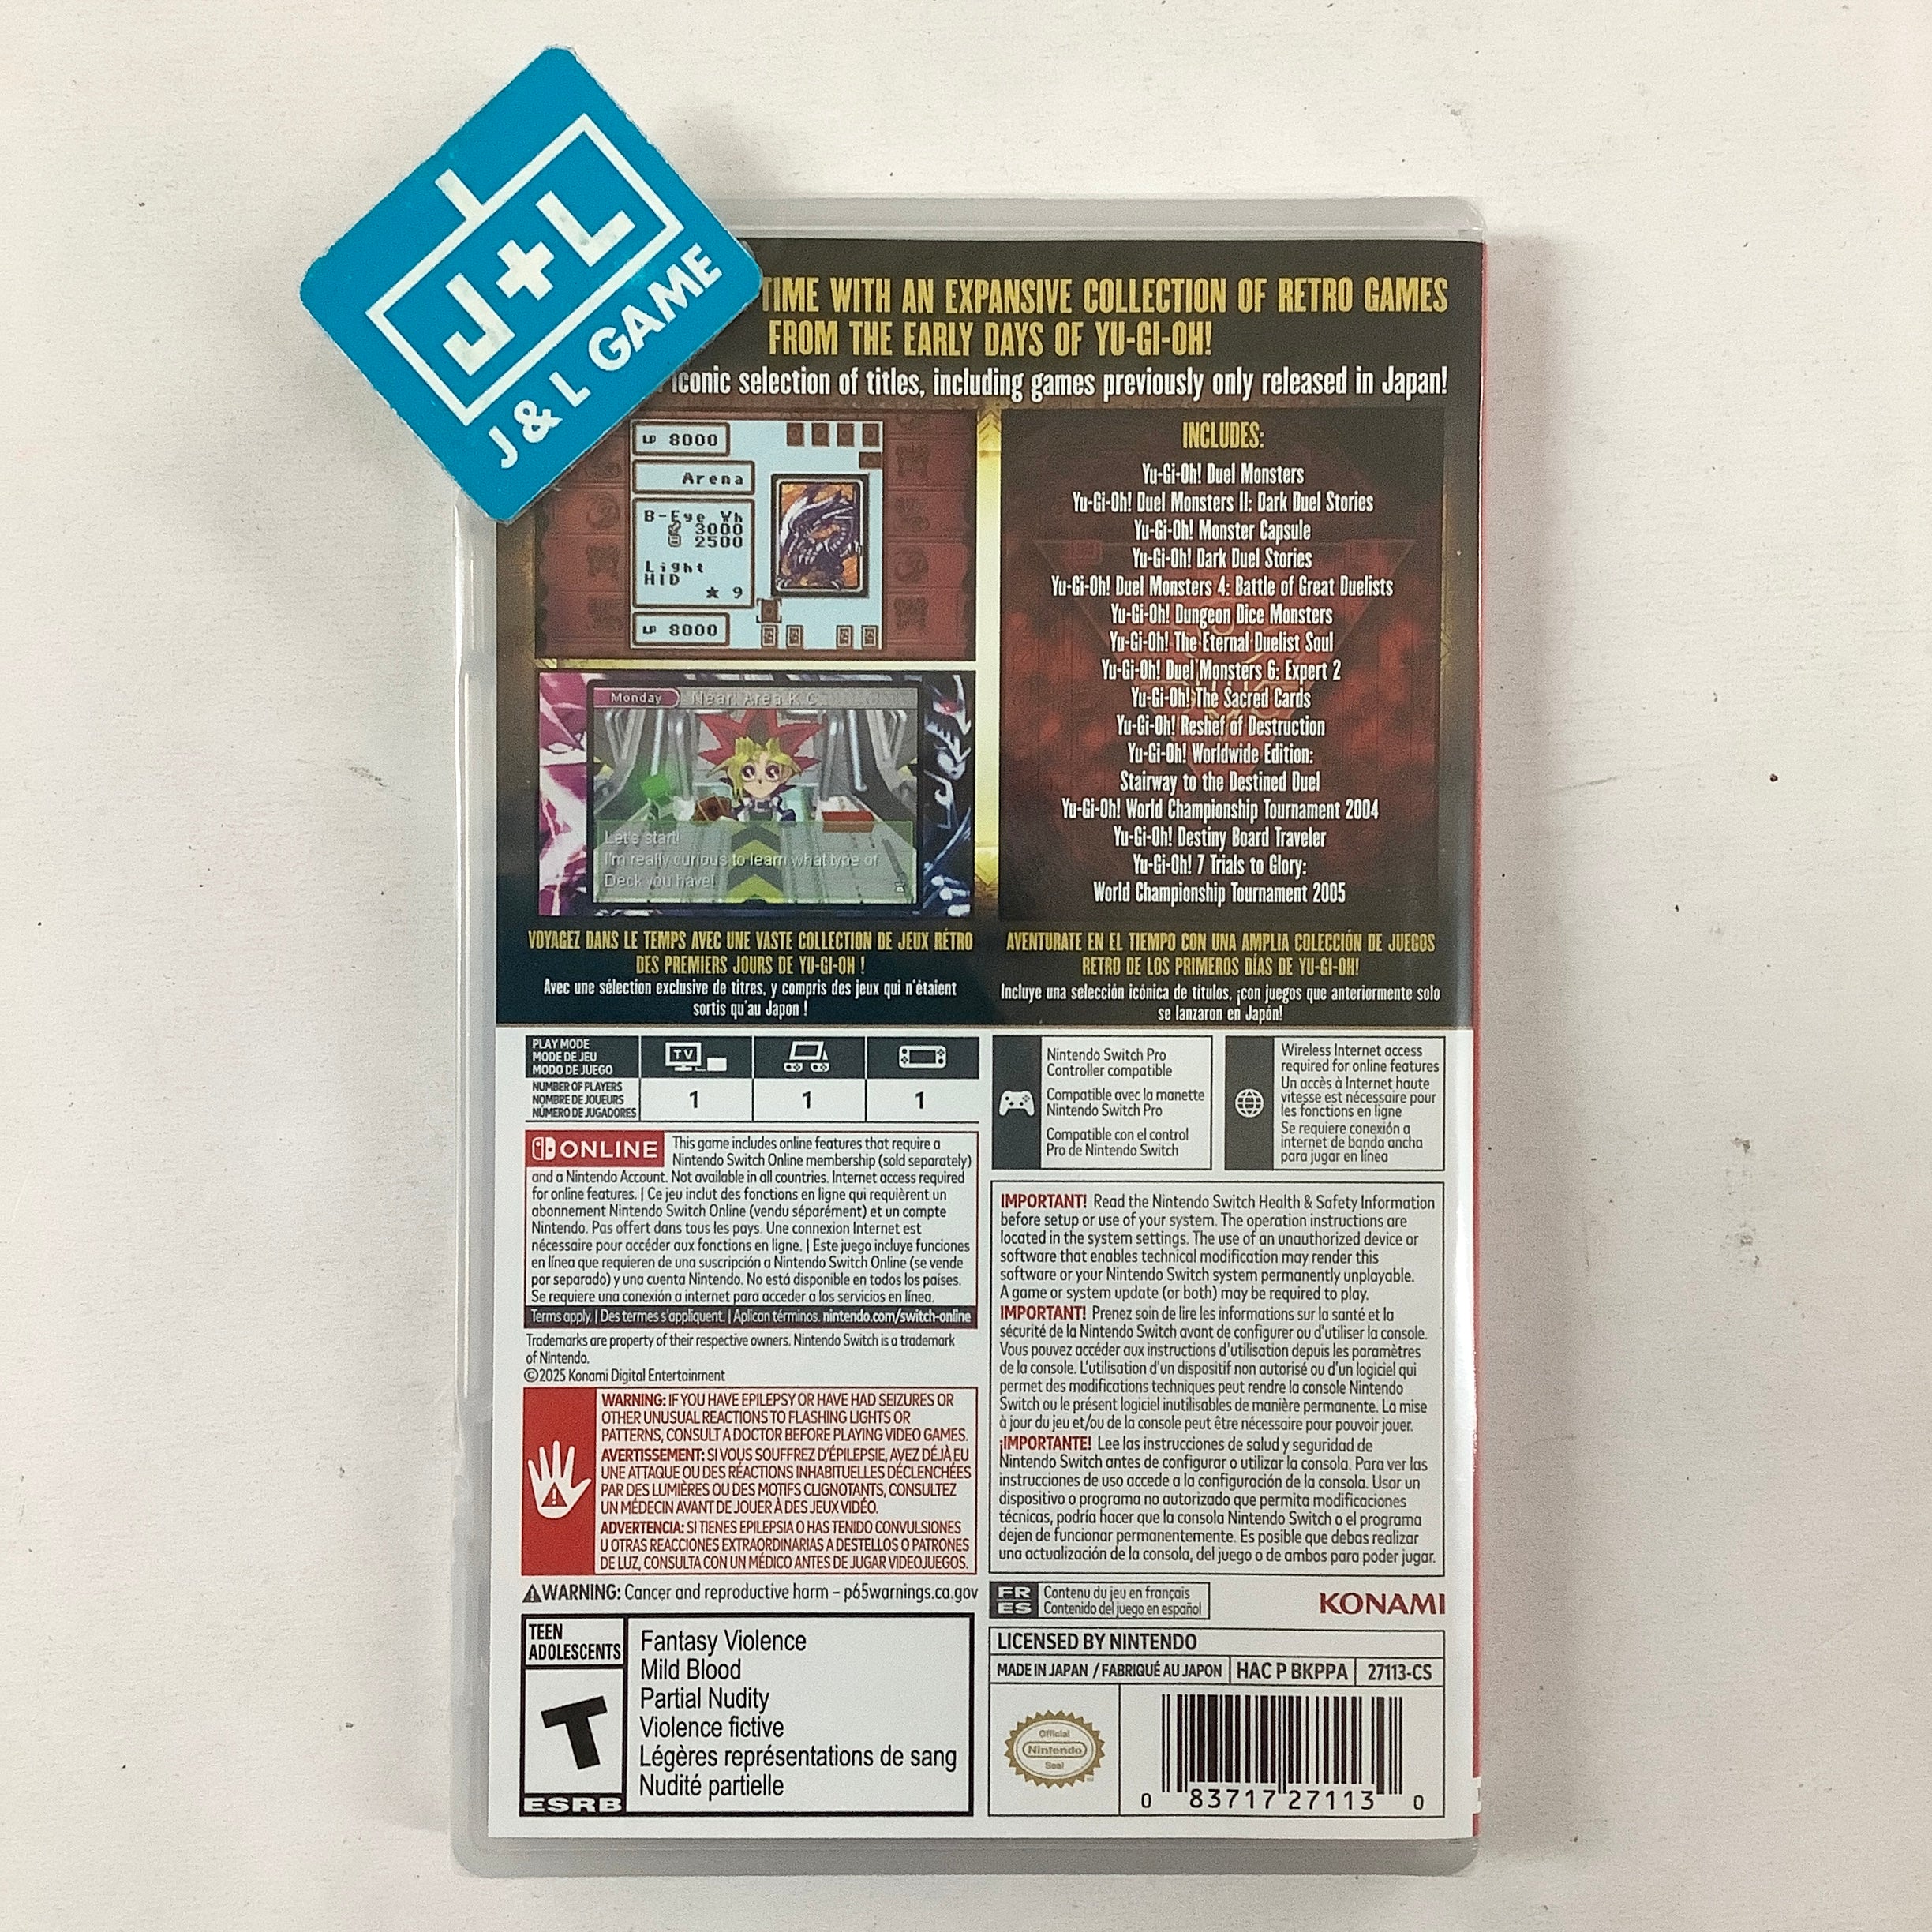 J+L
J & L GAME
TIME WITH AN EXPANSIVE COLLECTION OF RETRO GAMES
FROM THE EARLY DAYS OF YU-GI-OH!
iconic selection of titles, including games previously only released in Japan!
LP 8000
Arena
B-Eye Wh
3000
2500
Light
HID
★ 9
LP 8000
Monday Near: Area K.C.
Let's start!
I'm really curious to learn what type of
Deck you have!
INCLUDES:
Yu-Gi-Oh! Duel Monsters
Yu-Gi-Oh! Duel Monsters II: Dark Duel Stories
Yu-Gi-Oh! Monster Capsule
Yu-Gi-Oh! Dark Duel Stories
Yu-Gi-Oh! Duel Monsters 4: Battle of Great Duelists
Yu-Gi-Oh! Dungeon Dice Monsters
Yu-Gi-Oh! The Eternal Duelist Soul
Yu-Gi-Oh! Duel Monsters 6: Expert 2
Yu-Gi-Oh! The Sacred Cards
Yu-Gi-Oh! Reshef of Destruction
Yu-Gi-Oh! Worldwide Edition:
Stairway to the Destined Duel
Yu-Gi-Oh! World Championship Tournament 2004
Yu-Gi-Oh! Destiny Board Traveler
Yu-Gi-Oh! 7 Trials to Glory:
World Championship Tournament 2005
VOYAGEZ DANS LE TEMPS AVEC UNE VASTE COLLECTION DE JEUX RÉTRO
DES PREMIERS JOURS DE YU-GI-OH !
Avec une sélection exclusive de titres, y compris des jeux qui n'étaient
sortis qu'au Japon !
AVENTURATE EN EL TIEMPO CON UNA AMPLIA COLECCIÓN DE JUEGOS
RETRO DE LOS PRIMEROS DÍAS DE YU-GI-OH!
Incluye una selección icónica de títulos, ¡con juegos que anteriormente solo
se lanzaron en Japón!
PLAY MODE
MODE DE JEU
MODO DE JUEGO
TV
NUMBER OF PLAYERS
NOMBRE DE JOUEURS
NÚMERO DE JUGADORES
1
1
1
Nintendo Switch Pro
Controller compatible
Compatible avec la manette
Nintendo Switch Pro
Compatible con el control
Pro de Nintendo Switch
Wireless Internet access
required for online features
Un accès à Internet haute
vitesse est nécessaire pour
les fonctions en ligne
Se requiere conexión a
internet de banda ancha
para jugar en línea
ONLINE
This game includes online features that require a
Nintendo Switch Online membership (sold separately)
and a Nintendo Account. Not available in all countries. Internet access required
for online features. | Ce jeu inclut des fonctions en ligne qui requièrent un
abonnement Nintendo Switch Online (vendu séparément) et un compte
Nintendo. Pas offert dans tous les pays. Une connexion Internet est
nécessaire pour accéder aux fonctions en ligne. | Este juego incluye funciones
en línea que requieren de una suscripción a Nintendo Switch Online (se vende
por separado) y una cuenta Nintendo. No está disponible en todos los países.
Se requiere una conexión a internet para acceder a los servicios en línea.
Terms apply. | Des termes s'appliquent. | Aplican términos. nintendo.com/switch-online
Trademarks are property of their respective owners. Nintendo Switch is a trademark
of Nintendo.
©2025 Konami Digital Entertainment
WARNING: IF YOU HAVE EPILEPSY OR HAVE HAD SEIZURES OR
OTHER UNUSUAL REACTIONS TO FLASHING LIGHTS OR
PATTERNS, CONSULT A DOCTOR BEFORE PLAYING VIDEO GAMES.
AVERTISSEMENT: SI VOUS SOUFFREZ D'ÉPILEPSIE, AVEZ DÉJÀ EU
UNE ATTAQUE OU DES RÉACTIONS INHABITUELLES DÉCLENCHÉES
PAR DES LUMIÈRES OU DES MOTIFS CLIGNOTANTS, CONSULTEZ
UN MÉDECIN AVANT DE JOUER À DES JEUX VIDÉO.
ADVERTENCIA: SI TIENES EPILEPSIA O HAS TENIDO CONVULSIONES
U OTRAS REACCIONES EXTRAORDINARIAS A DESTELLOS O PATRONES
DE LUZ, CONSULTA CON UN MÉDICO ANTES DE JUGAR VIDEOJUEGOS.
WARNING: Cancer and reproductive harm – p65warnings.ca.gov
IMPORTANT! Read the Nintendo Switch Health & Safety Information
before setup or use of your system. The operation instructions are
located in the system settings. The use of an unauthorized device or
software that enables technical modification may render this
software or your Nintendo Switch system permanently unplayable.
A game or system update (or both) may be required to play.
IMPORTANT! Prenez soin de lire les informations sur la santé et la
sécurité de la Nintendo Switch avant de configurer ou d'utiliser la console.
Vous pouvez accéder aux instructions d'utilisation depuis les paramètres
de la console. L'utilisation d'un dispositif non autorisé ou d'un logiciel qui
permet des modifications techniques peut rendre la console Nintendo
Switch ou le présent logiciel inutilisables de manière permanente. La mise
à jour du jeu et/ou de la console peut être nécessaire pour pouvoir jouer.
¡IMPORTANTE! Lee las instrucciones de salud y seguridad de
Nintendo Switch antes de configurar o utilizar la consola. Para ver las
instrucciones de uso accede a la configuración de la consola. Usar un
dispositivo o programa no autorizado que permita modificaciones
técnicas, podría hacer que la consola Nintendo Switch o el programa
dejen de funcionar permanentemente. Es posible que debas realizar
una actualización de la consola, del juego o de ambos para poder jugar.
FR
ES
Contenu du jeu en français
Contenido del juego en español
KONAMI
TEEN
ADOLESCENTS
T
ESRB
Fantasy Violence
Mild Blood
Partial Nudity
Violence fictive
Légères représentations de sang
Nudité partielle
LICENSED BY NINTENDO
MADE IN JAPAN / FABRIQUÉ AU JAPON
HAC P BKPPA
27113-CS
Official
Nintendo
Seal
0 83717 27113 0